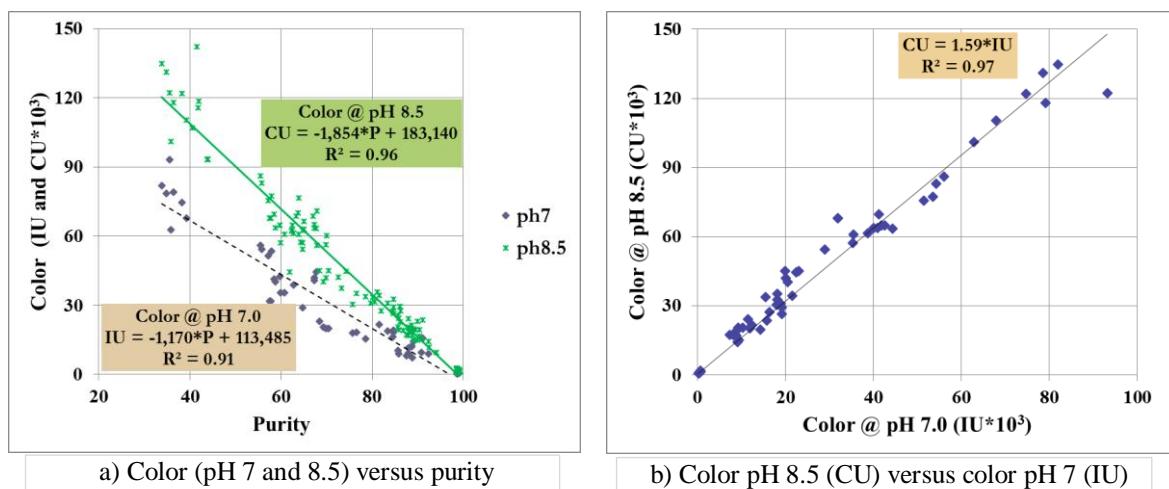 150
120
90
60
30
0
Color (IU and CU*10³)
Color @ pH 8.5
CU = -1,854*P + 183,140
R² = 0.96
Color @ pH 7.0
IU = -1,170*P + 113,485
R² = 0.91
ph7
ph8.5
20 40 60 80 100
Purity
a) Color (pH 7 and 8.5) versus purity
150
120
90
60
30
0
Color @ pH 8.5 (CU*10³)
CU = 1.59*IU
R² = 0.97
0 20 40 60 80 100
Color @ pH 7.0 (IU*10³)
b) Color pH 8.5 (CU) versus color pH 7 (IU)